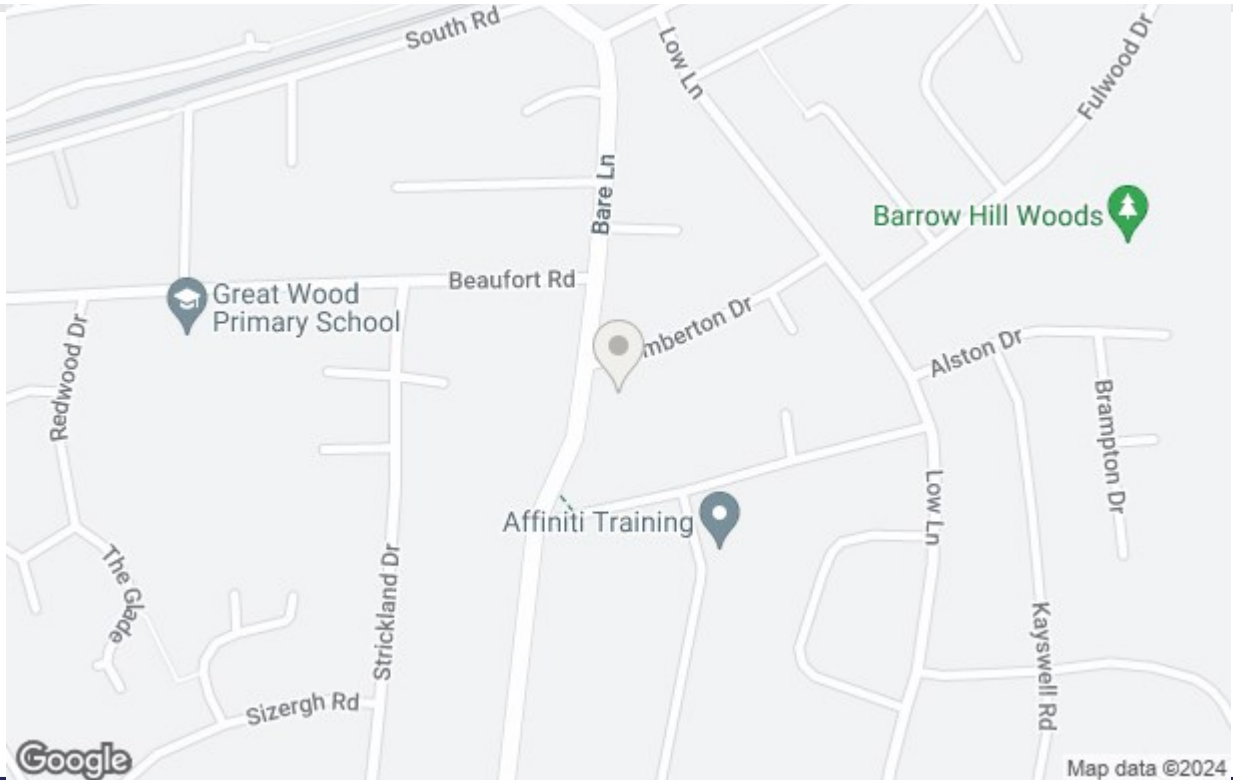 South Rd
Low Ln
Fulwood Dr
Bare Ln
Barrow Hill Woods
Beaufort Rd
Great Wood
Primary School
mberton Dr
Redwood Dr
Alston Dr
Brampton Dr
Low Ln
Affiniti Training
The Glade
Strickland Dr
Kayswell Rd
Sizergh Rd
Google
Map data ©2024